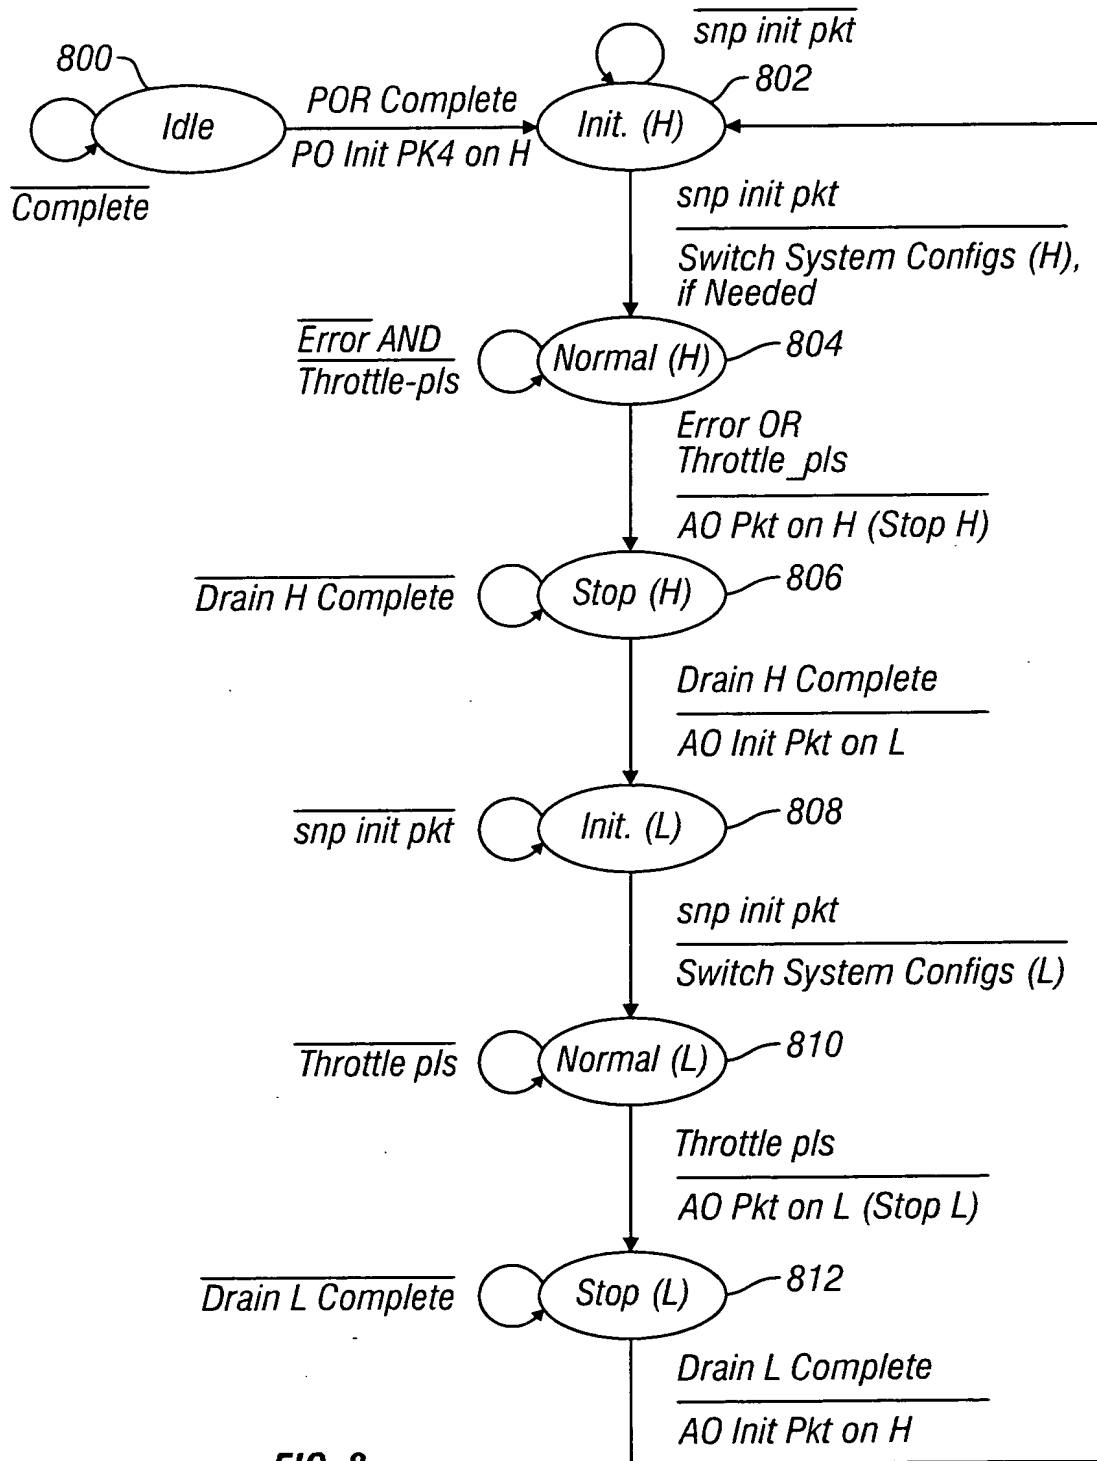 snp init pkt
800
802
Idle
POR Complete
PO Init PK4 on H
Init. (H)
Complete
snp init pkt
Switch System Configs (H),
if Needed
Error AND
Throttle-pls
Normal (H)
804
Error OR
Throttle_pls
AO Pkt on H (Stop H)
Drain H Complete
Stop (H)
806
Drain H Complete
AO Init Pkt on L
snp init pkt
Init. (L)
808
snp init pkt
Switch System Configs (L)
Throttle pls
Normal (L)
810
Throttle pls
AO Pkt on L (Stop L)
Drain L Complete
Stop (L)
812
Drain L Complete
AO Init Pkt on H
FIG. 8